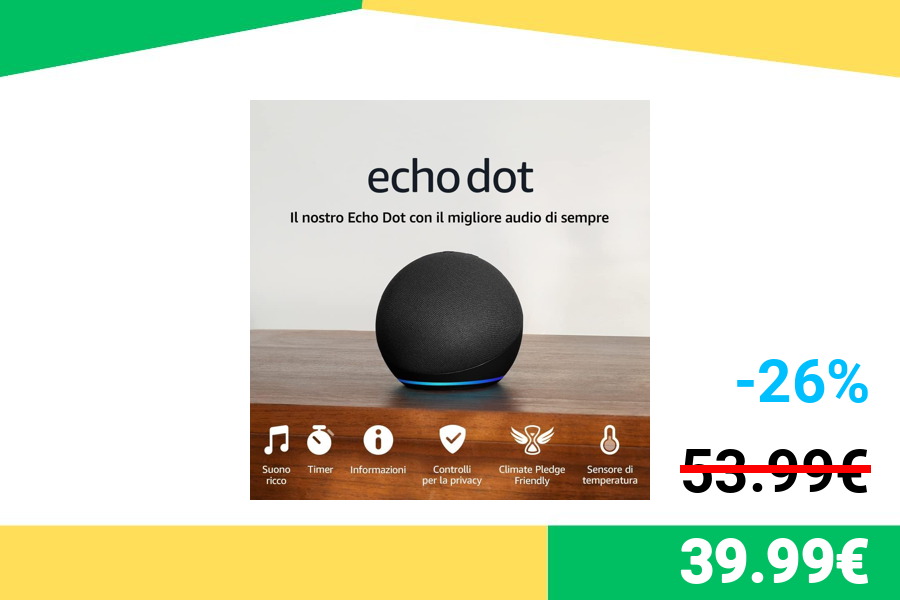 echo dot
Il nostro Echo Dot con il migliore audio di sempre
Suono
ricco
Timer
Informazioni
Controlli
per la privacy
Climate Pledge
Friendly
Sensore di
temperatura
-26%
53.99€
39.99€